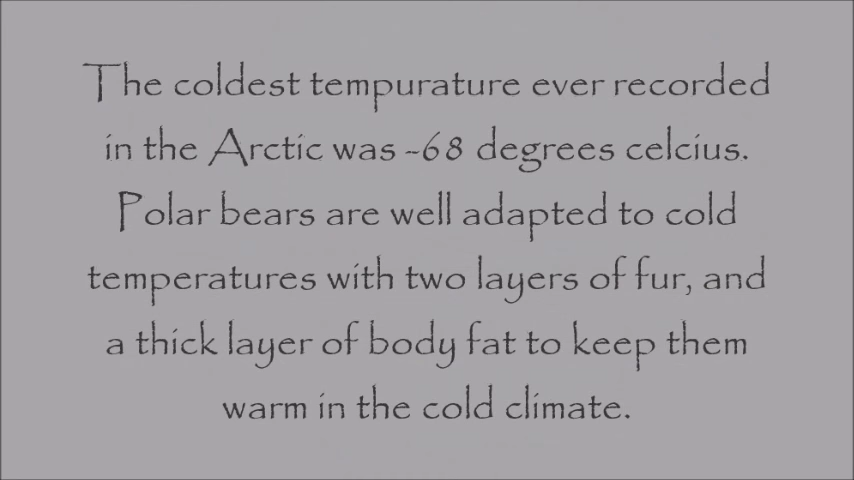 The coldest tempurature ever recorded
in the Arctic was -68 degrees celcius.
Polar bears are well adapted to cold
temperatures with two layers of fur, and
a thick layer of body fat to keep them
warm in the cold climate.